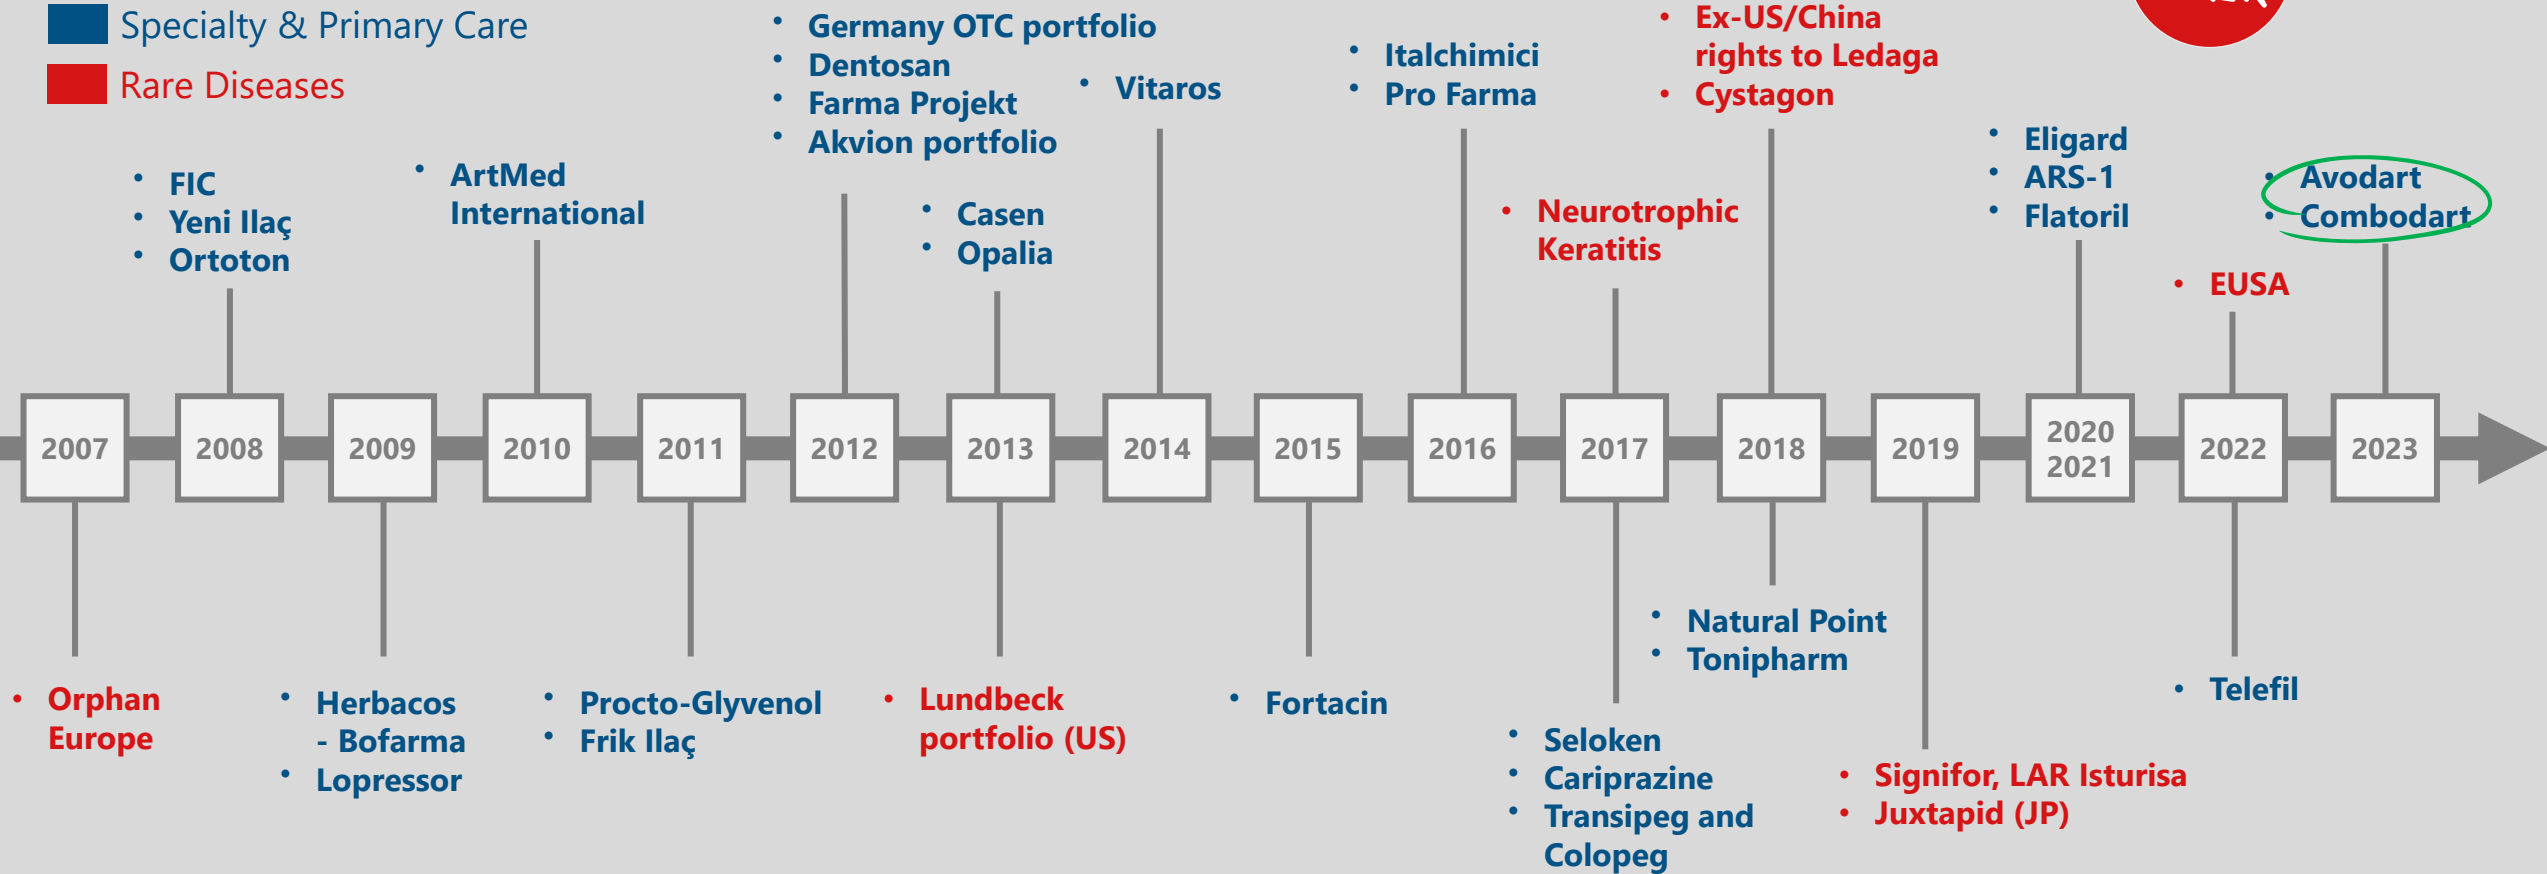 Specialty & Primary Care
Rare Diseases
• FIC
• Yeni Ilaç
• Ortoton
• ArtMed
International
• Germany OTC portfolio
• Dentosan
• Farma Projekt
• Akvion portfolio
• Casen
• Opalia
• Vitaros
• Italchimici
• Pro Farma
• Neurotrophic
Keratitis
• Ex-US/China
rights to Ledaga
• Cystagon
• Eligard
• ARS-1
• Flatoril
• EUSA
• Avodart
• Combodart
2007
2008
2009
2010
2011
2012
2013
2014
2015
2016
2017
2018
2019
2020
2021
2022
2023
• Orphan
Europe
• Herbacos
- Bofarma
• Lopressor
• Procto-Glyvenol
• Frik Ilaç
• Lundbeck
portfolio (US)
• Fortacin
• Seloken
• Cariprazine
• Transipeg and
Colopeg
• Natural Point
• Tonipharm
• Signifor, LAR Isturisa
• Juxtapid (JP)
• Telefil